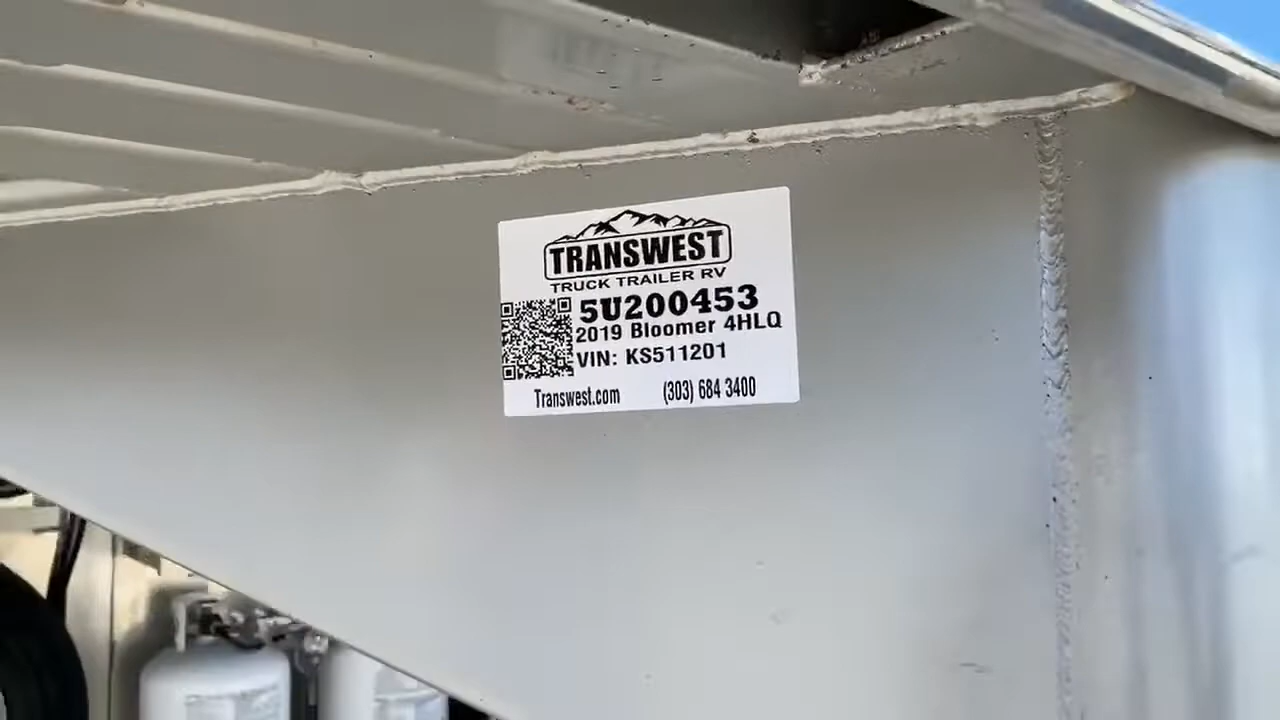 TRANSWEST
TRUCK TRAILER RV
5U200453
2019 Bloomer 4HLQ
VIN: KS511201
Transwest.com (303) 684 3400